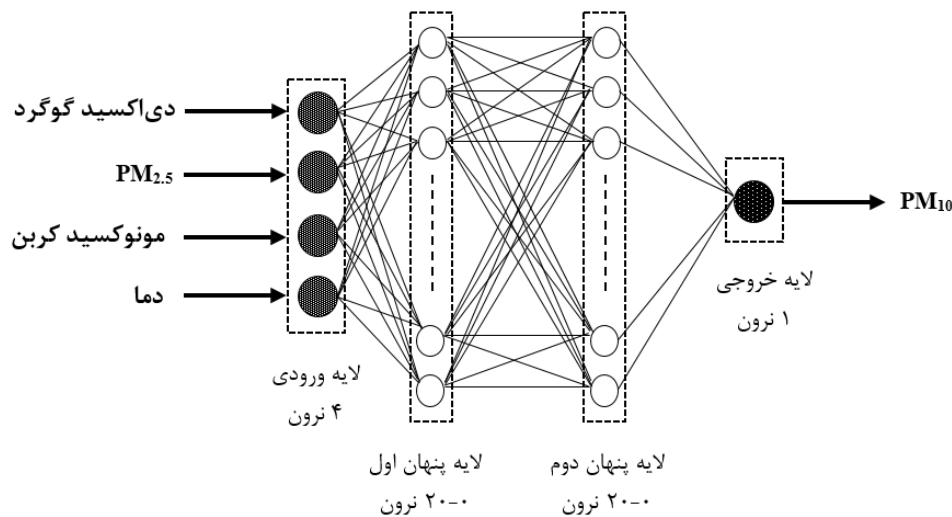 دی‌اکسید گوگرد
PM2.5
مونوکسید کربن
دما
PM10
لایه ورودی
۴ نرون
لایه پنهان اول
۲۰-۰ نرون
لایه پنهان دوم
۲۰-۰ نرون
لایه خروجی
۱ نرون